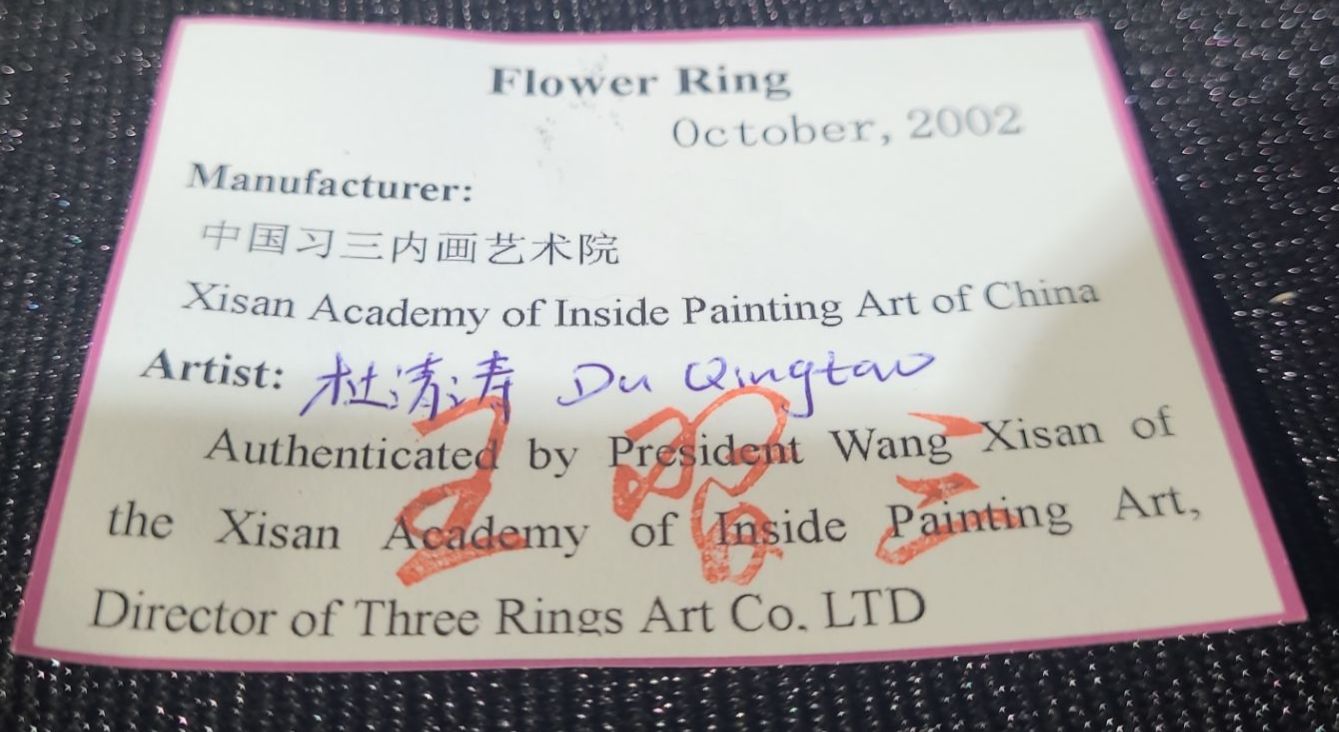 Flower Ring
October, 2002
Manufacturer:
中国习三内画艺术院
Xisan Academy of Inside Painting Art of China
Artist: 杜清涛 Du Qingtao
Authenticated by President Wang Xisan of
the Xisan Academy of Inside Painting Art,
Director of Three Rings Art Co. LTD